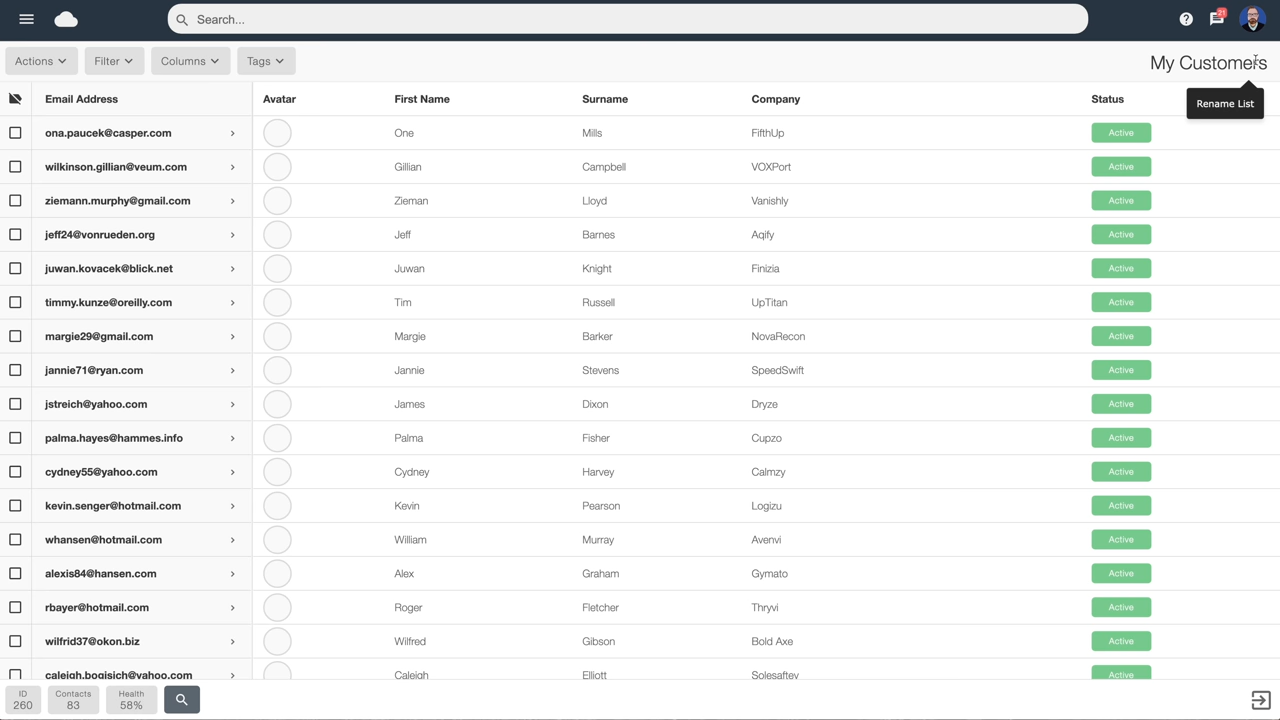 Search...
21
Actions
Filter
Columns
Tags
My Customers
Rename List
Email Address Avatar First Name Surname Company Status
ona.paucek@casper.com One Mills FifthUp Active
wilkinson.gillian@veum.com Gillian Campbell VOXPort Active
ziemann.murphy@gmail.com Zieman Lloyd Vanishly Active
jeff24@vonrueden.org Jeff Barnes Aqify Active
juwan.kovacek@blick.net Juwan Knight Finizia Active
timmy.kunze@oreilly.com Tim Russell UpTitan Active
margie29@gmail.com Margie Barker NovaRecon Active
jannie71@ryan.com Jannie Stevens SpeedSwift Active
jstreich@yahoo.com James Dixon Dryze Active
palma.hayes@hammes.info Palma Fisher Cupzo Active
cydney55@yahoo.com Cydney Harvey Calmzy Active
kevin.senger@hotmail.com Kevin Pearson Logizu Active
whansen@hotmail.com William Murray Avenvi Active
alexis84@hansen.com Alex Graham Gymato Active
rbayer@hotmail.com Roger Fletcher Thryvi Active
wilfrid37@okon.biz Wilfred Gibson Bold Axe Active
caleigh.bogisich@yahoo.com Caleigh Elliott Solesaftey Active
ID
260
Contacts
83
Health
58%